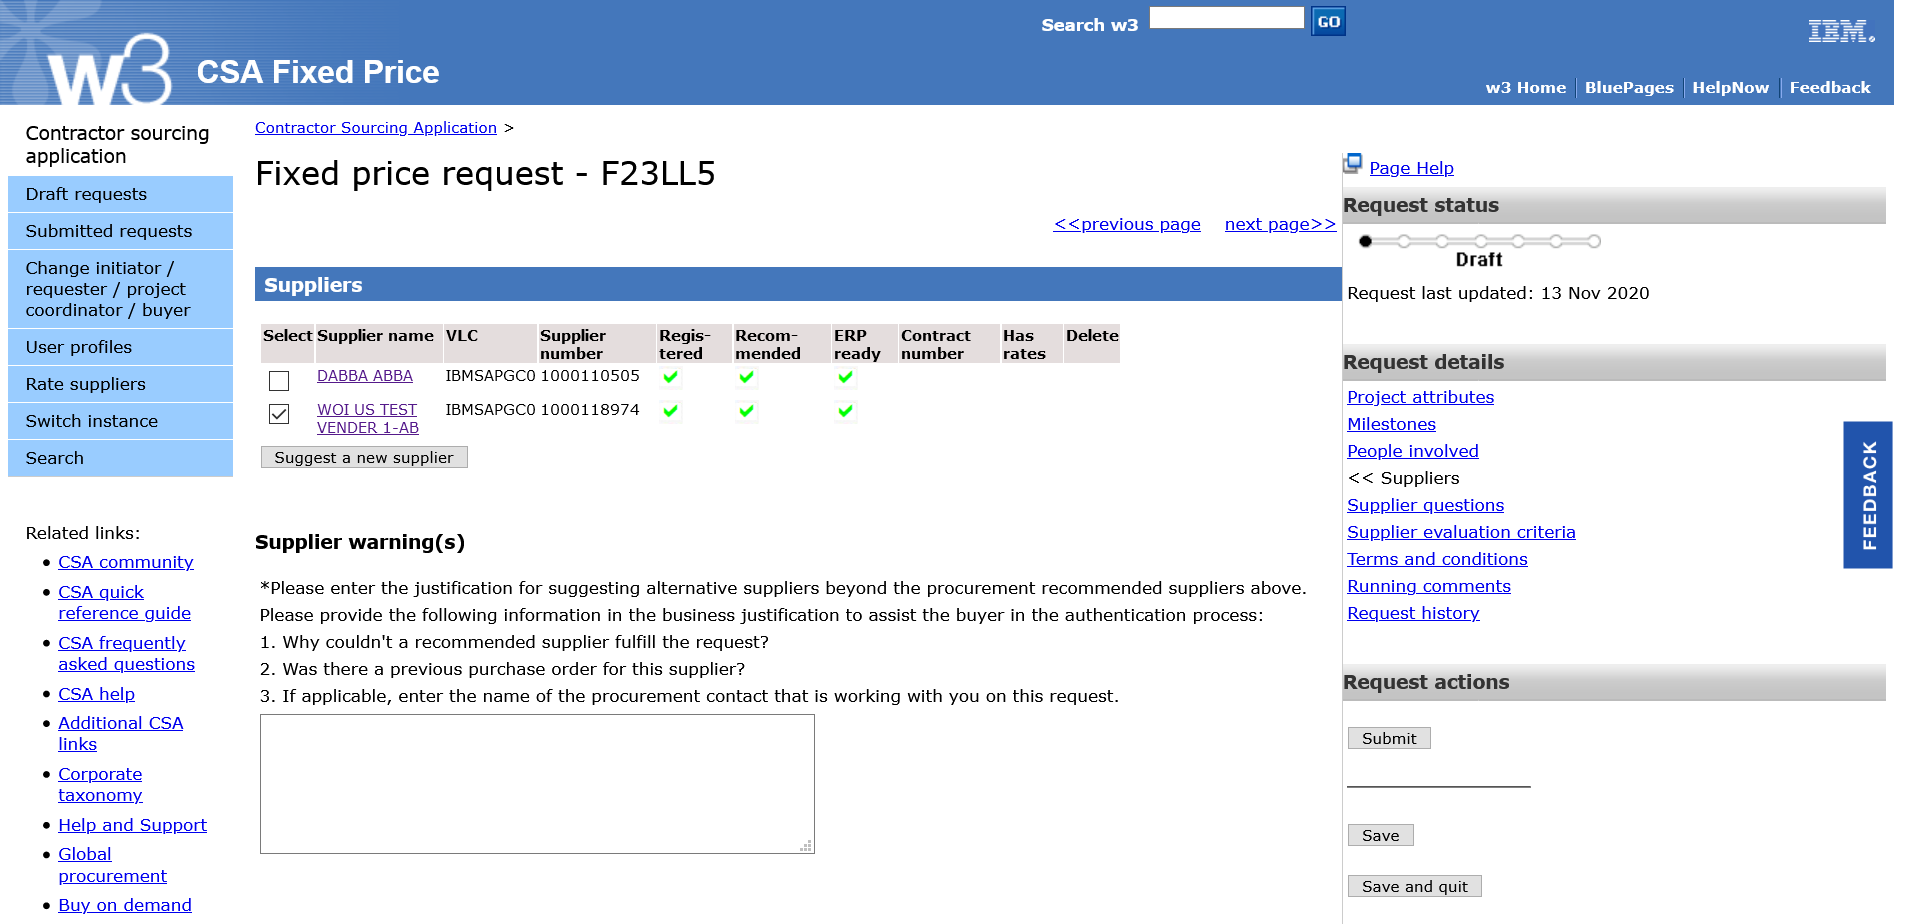 Search w3
GO
IBM.
w3
CSA Fixed Price
w3 Home
BluePages
HelpNow
Feedback
Contractor sourcing
application
Draft requests
Submitted requests
Change initiator /
requester / project
coordinator / buyer
User profiles
Rate suppliers
Switch instance
Search
Related links:
CSA community
CSA quick
reference guide
CSA frequently
asked questions
CSA help
Additional CSA
links
Corporate
taxonomy
Help and Support
Global
procurement
Buy on demand
Contractor Sourcing Application >
Fixed price request - F23LL5
<<previous page next page>>
Suppliers
Select Supplier name VLC Supplier number Regis-tered Recom-mended ERP ready Contract number Has rates Delete
DABBA ABBA IBMSAPGC0 1000110505
WOI US TEST IBMSAPGC0 1000118974
VENDER 1-AB
Suggest a new supplier
Supplier warning(s)
*Please enter the justification for suggesting alternative suppliers beyond the procurement recommended suppliers above.
Please provide the following information in the business justification to assist the buyer in the authentication process:
1. Why couldn't a recommended supplier fulfill the request?
2. Was there a previous purchase order for this supplier?
3. If applicable, enter the name of the procurement contact that is working with you on this request.
Page Help
Request status
Draft
Request last updated: 13 Nov 2020
Request details
Project attributes
Milestones
People involved
<< Suppliers
Supplier questions
Supplier evaluation criteria
Terms and conditions
Running comments
Request history
Request actions
Submit
Save
Save and quit
FEEDBACK